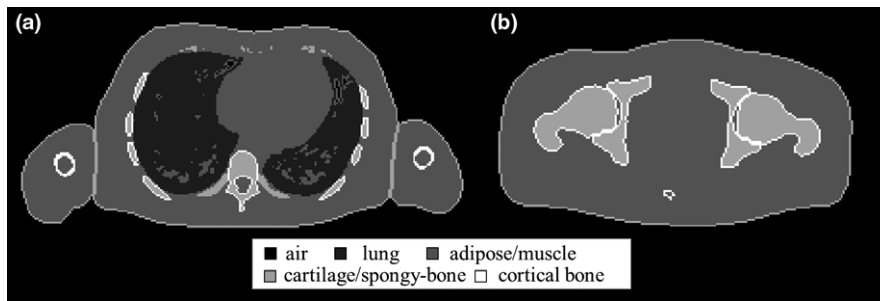 (a)
(b)
air lung adipose/muscle
cartilage/spongy-bone cortical bone